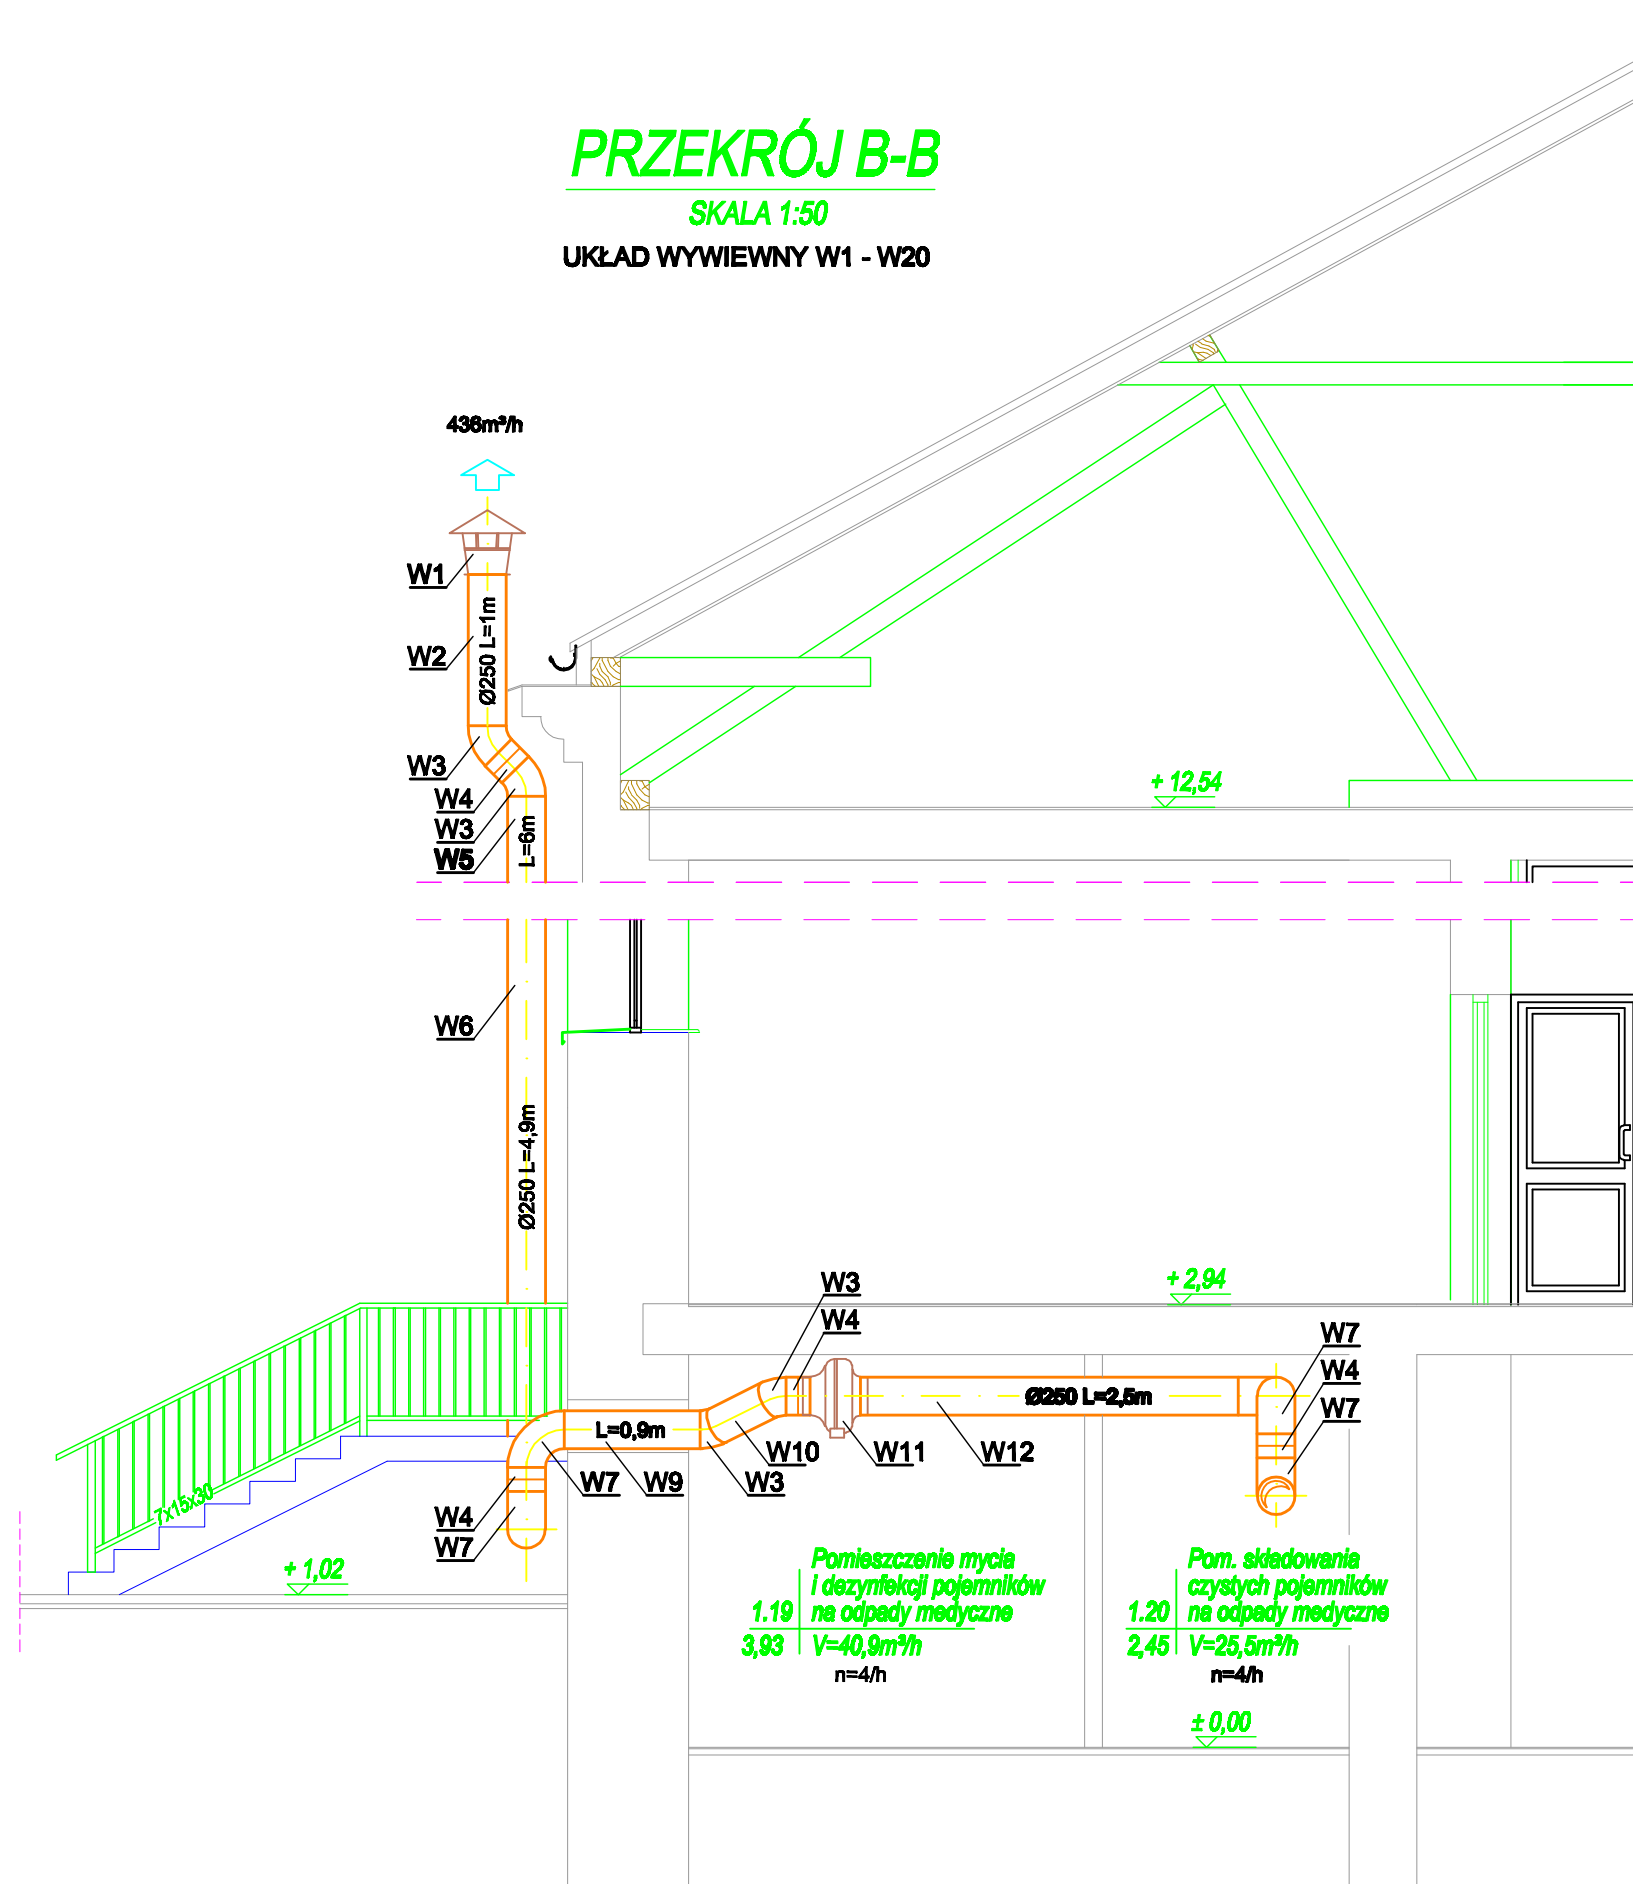 PRZEKRÓJ B-B
SKALA 1:50
UKŁAD WYWIEWNY W1 - W20
436m³/h
W1
Ø250 L=1m
W2
W3
W4
W3
W5
L=6m
+ 12,54
W6
Ø250 L=4,9m
+ 2,94
W3
W4
W7
W4
W7
Ø250 L=2,5m
L=0,9m
W10
W11
W12
W7
W9
W3
W4
W7
7x15x30
+ 1,02
Pomieszczenie mycia
i dezynfekcji pojemników
1.19 na odpady medyczne
3,93 V=40,9m³/h
n=4/h
Pom. składowania
czystych pojemników
1.20 na odpady medyczne
2,45 V=25,5m³/h
n=4/h
± 0,00